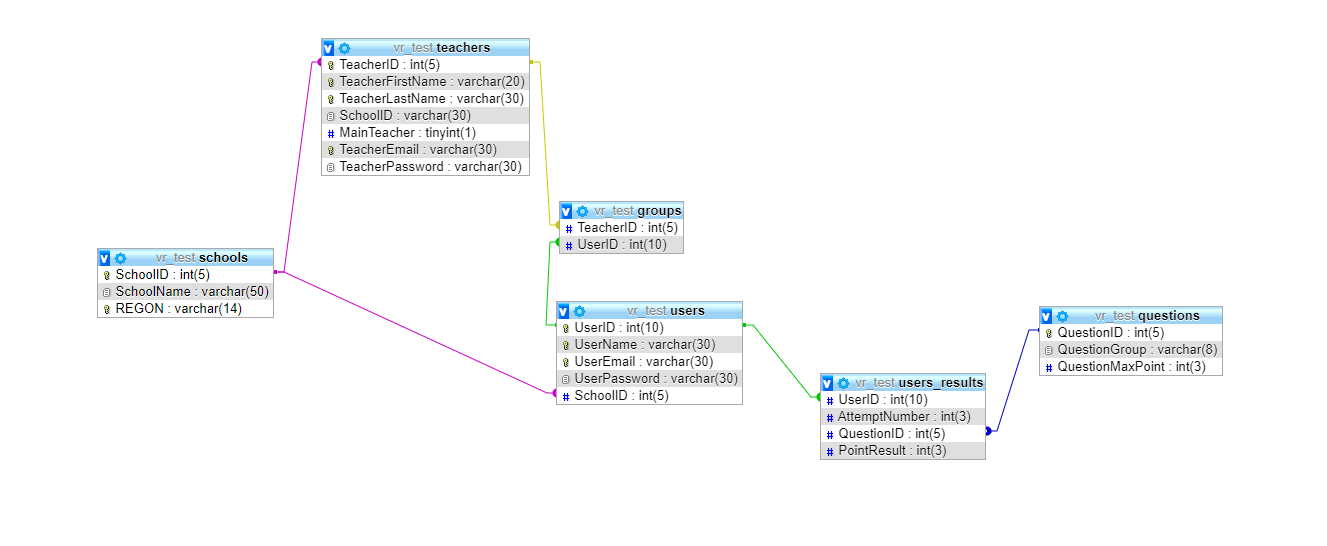 vr_test teachers
TeacherID : int(5)
TeacherFirstName : varchar(20)
TeacherLastName : varchar(30)
SchoolID : varchar(30)
MainTeacher : tinyint(1)
TeacherEmail : varchar(30)
TeacherPassword : varchar(30)
vr_test groups
TeacherID : int(5)
UserID : int(10)
vr_test schools
SchoolID : int(5)
SchoolName : varchar(50)
REGON : varchar(14)
vr_test users
UserID : int(10)
UserName : varchar(30)
UserEmail : varchar(30)
UserPassword : varchar(30)
SchoolID : int(5)
vr_test questions
QuestionID : int(5)
QuestionGroup : varchar(8)
QuestionMaxPoint : int(3)
vr_test users_results
UserID : int(10)
AttemptNumber : int(3)
QuestionID : int(5)
PointResult : int(3)